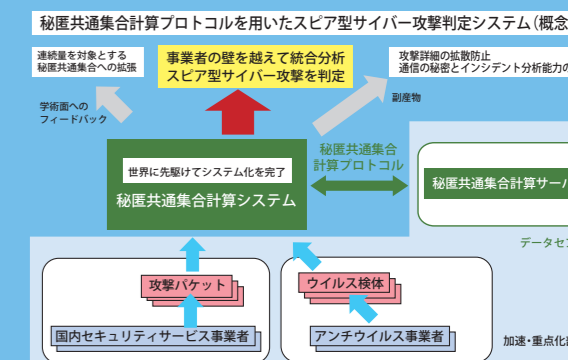 秘匿共通集合計算プロトコルを用いたスピア型サイバー攻撃判定システム(概念
連続量を対象とする
秘匿共通集合への拡張
事業者の壁を越えて統合分析
スピア型サイバー攻撃を判定
攻撃詳細の拡散防止
通信の秘密とインシデント分析能力の
学術面への
フィードバック
副産物
世界に先駆けてシステム化を完了
秘匿共通集合計算システム
秘匿共通集合
計算プロトコル
秘匿共通集合計算サーバ
データセン
攻撃パケット
ウイルス検体
国内セキュリティサービス事業者
アンチウイルス事業者
加速・重点化